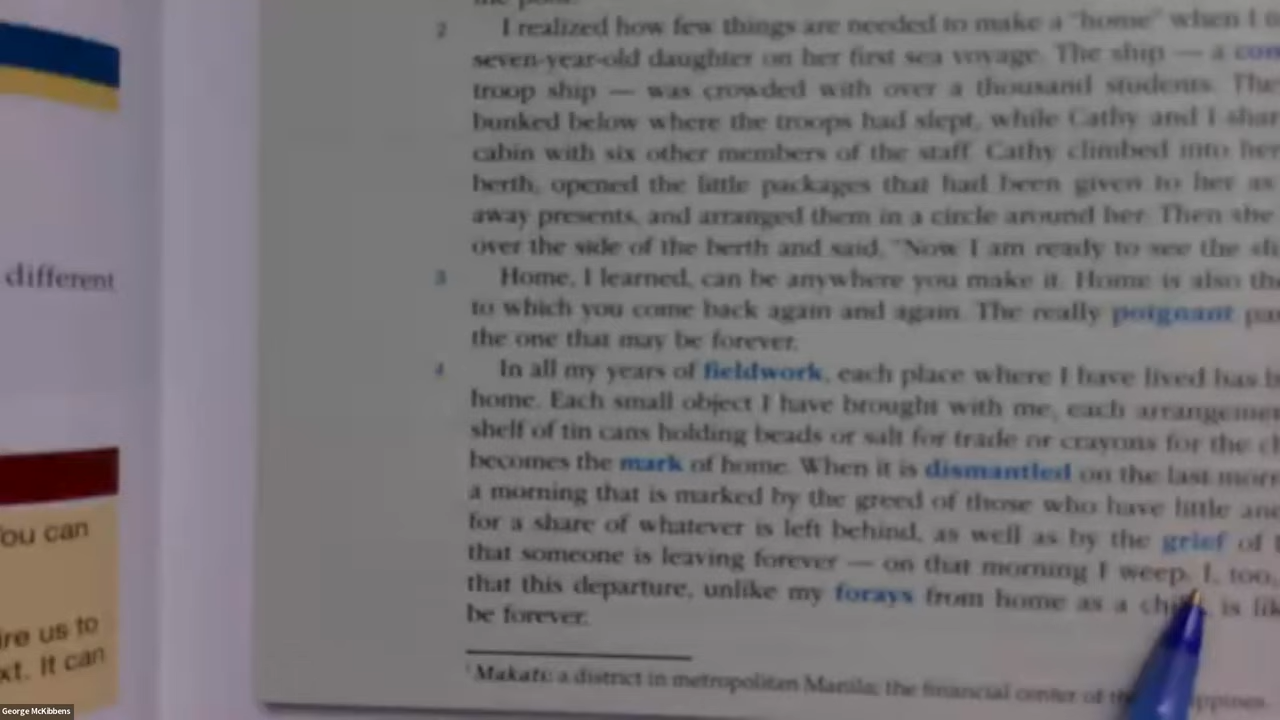 different
You can
ire us to
xt. It can
2 I realized how few things are needed to make a "home" when I
seven-year-old daughter on her first sea voyage. The ship — a
troop ship — was crowded with over a thousand students. The
bunked below where the troops had slept, while Cathy and I
cabin with six other members of the staff. Cathy climbed into her
berth, opened the little packages that had been given to her as
away presents, and arranged them in a circle around her. Then she
over the side of the berth and said, "Now I am ready to see the
3 Home, I learned, can be anywhere you make it. Home is also
to which you come back again and again. The really poignant
the one that may be forever.
4 In all my years of fieldwork, each place where I have lived has
home. Each small object I have brought with me, each
shelf of tin cans holding beads or salt for trade or crayons for the
becomes the mark of home. When it is dismantled on the last
a morning that is marked by the greed of those who have little
for a share of whatever is left behind, as well as by the grief of
that someone is leaving forever — on that morning I weep. I, too,
that this departure, unlike my forays from home as a is
be forever.
1 Makati: a district in metropolitan Manila; the financial center of
George McKibbens